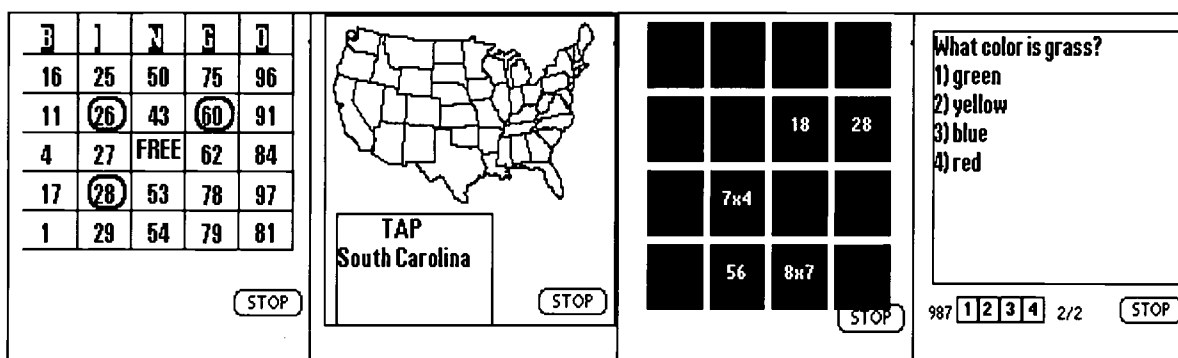 B I N G O
16 25 50 75 96
11 26 43 60 91
4 27 FREE 62 84
17 28 53 78 97
1 29 54 79 81
STOP
TAP
South Carolina
STOP
18 28
7x4
56 8x7
STOP
What color is grass?
1) green
2) yellow
3) blue
4) red
987 1 2 3 4 2/2 STOP